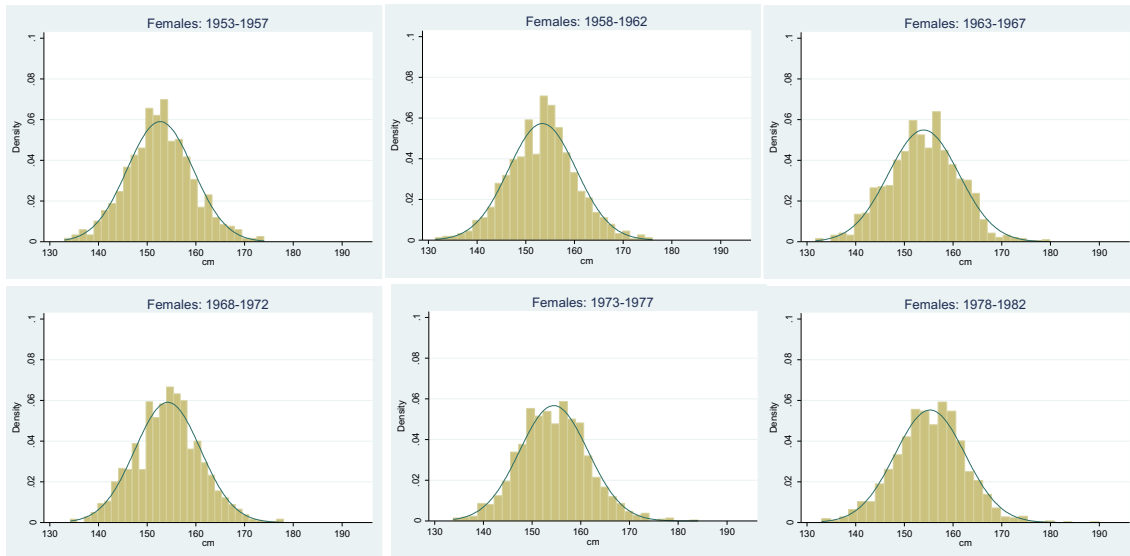 Females: 1953-1957
Density
0 .02 .04 .06 .08 .1
130 140 150 160 170 180 190
cm
Females: 1958-1962
Density
0 .02 .04 .06 .08 .1
130 140 150 160 170 180 190
cm
Females: 1963-1967
Density
0 .02 .04 .06 .08 .1
130 140 150 160 170 180 190
cm
Females: 1968-1972
Density
0 .02 .04 .06 .08 .1
130 140 150 160 170 180 190
cm
Females: 1973-1977
Density
0 .02 .04 .06 .08 .1
130 140 150 160 170 180 190
cm
Females: 1978-1982
Density
0 .02 .04 .06 .08 .1
130 140 150 160 170 180 190
cm